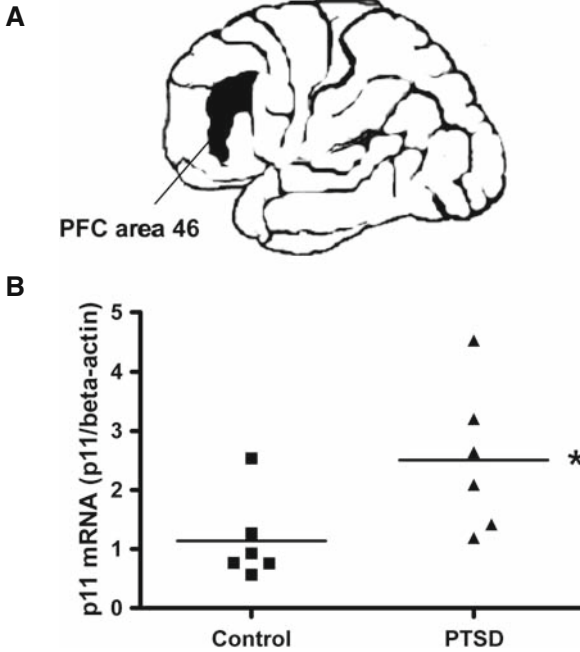 A
PFC area 46
B
p11 mRNA (p11/beta-actin)
5
4
3
2
1
0
*
Control
PTSD